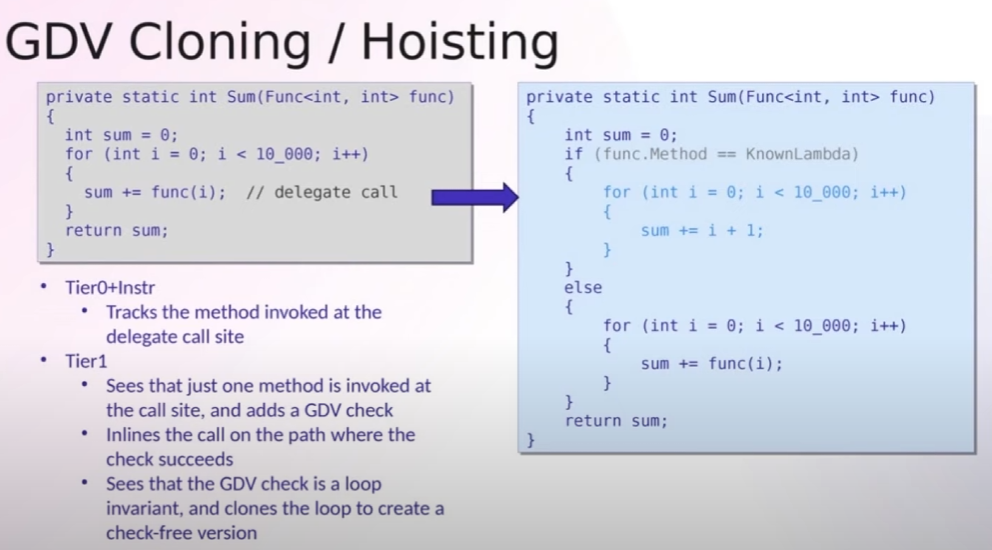 GDV Cloning / Hoisting
private static int Sum(Func<int, int> func)
{
  int sum = 0;
  for (int i = 0; i < 10_000; i++)
  {
    sum += func(i);  // delegate call
  }
  return sum;
}
• Tier0+Instr
• Tracks the method invoked at the
delegate call site
• Tier1
• Sees that just one method is invoked at
the call site, and adds a GDV check
• Inlines the call on the path where the
check succeeds
• Sees that the GDV check is a loop
invariant, and clones the loop to create a
check-free version
private static int Sum(Func<int, int> func)
{
    int sum = 0;
    if (func.Method == KnownLambda)
    {
        for (int i = 0; i < 10_000; i++)
        {
            sum += i + 1;
        }
    }
    else
    {
        for (int i = 0; i < 10_000; i++)
        {
            sum += func(i);
        }
    }
    return sum;
}